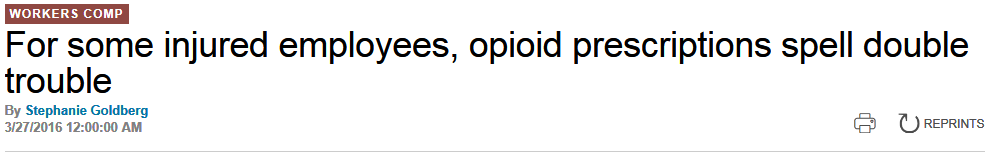 WORKERS COMP
For some injured employees, opioid prescriptions spell double
trouble
By Stephanie Goldberg
3/27/2016 12:00:00 AM
REPRINTS